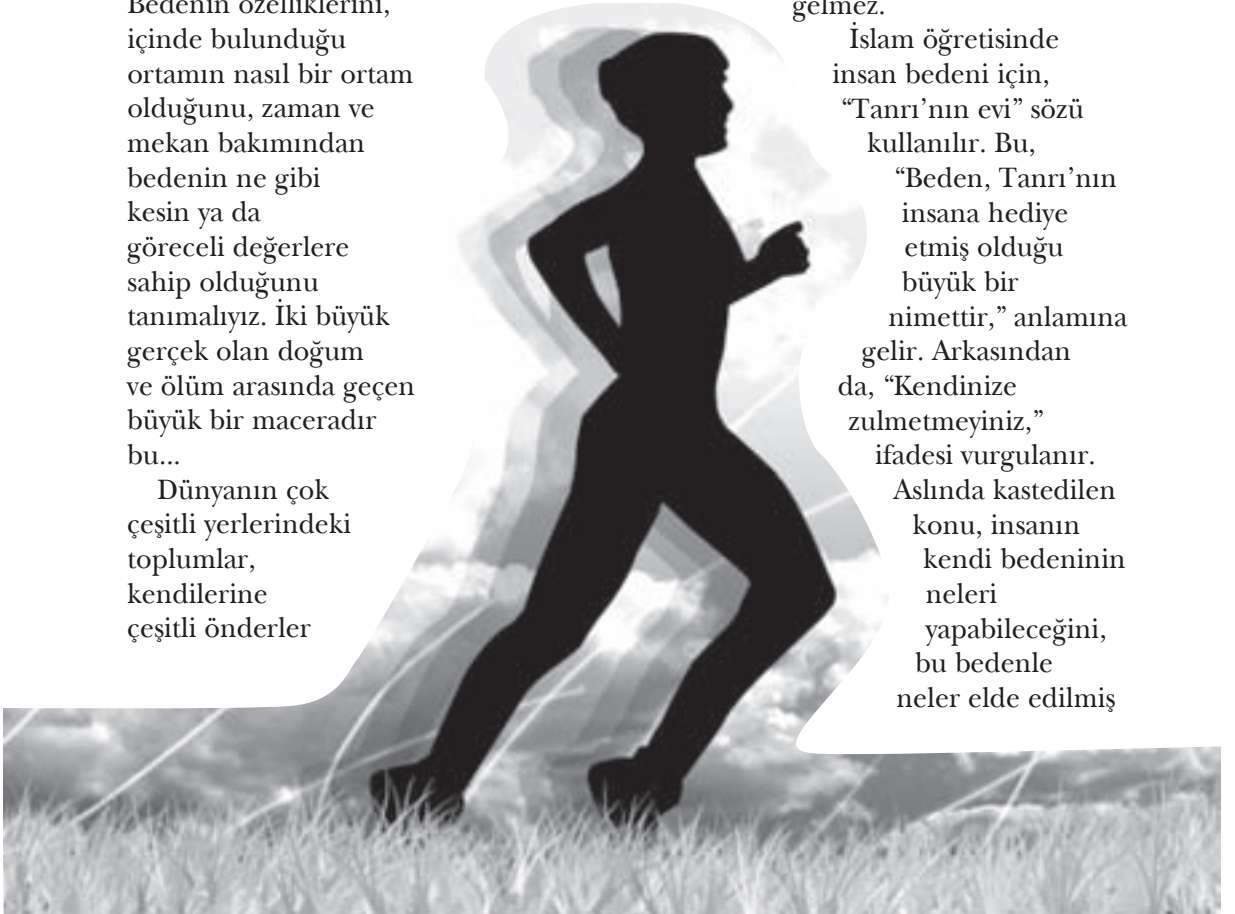 Bedenin özelliklerini,
içinde bulunduğu
ortamın nasıl bir ortam
olduğunu, zaman ve
mekan bakımından
bedenin ne gibi
kesin ya da
göreceli değerlere
sahip olduğunu
tanımalıyız. İki büyük
gerçek olan doğum
ve ölüm arasında geçen
büyük bir maceradır
bu...
Dünyanın çok
çeşitli yerlerindeki
toplumlar,
kendilerine
çeşitli önderler
gelmez.
İslam öğretisinde
insan bedeni için,
“Tanrı’nın evi” sözü
kullanılır. Bu,
“Beden, Tanrı’nın
insana hediye
etmiş olduğu
büyük bir
nimettir,” anlamına
gelir. Arkasından
da, “Kendinize
zulmetmeyiniz,”
ifadesi vurgulanır.
Aslında kastedilen
konu, insanın
kendi bedeninin
neleri
yapabileceğini,
bu bedenle
neler elde edilmiş